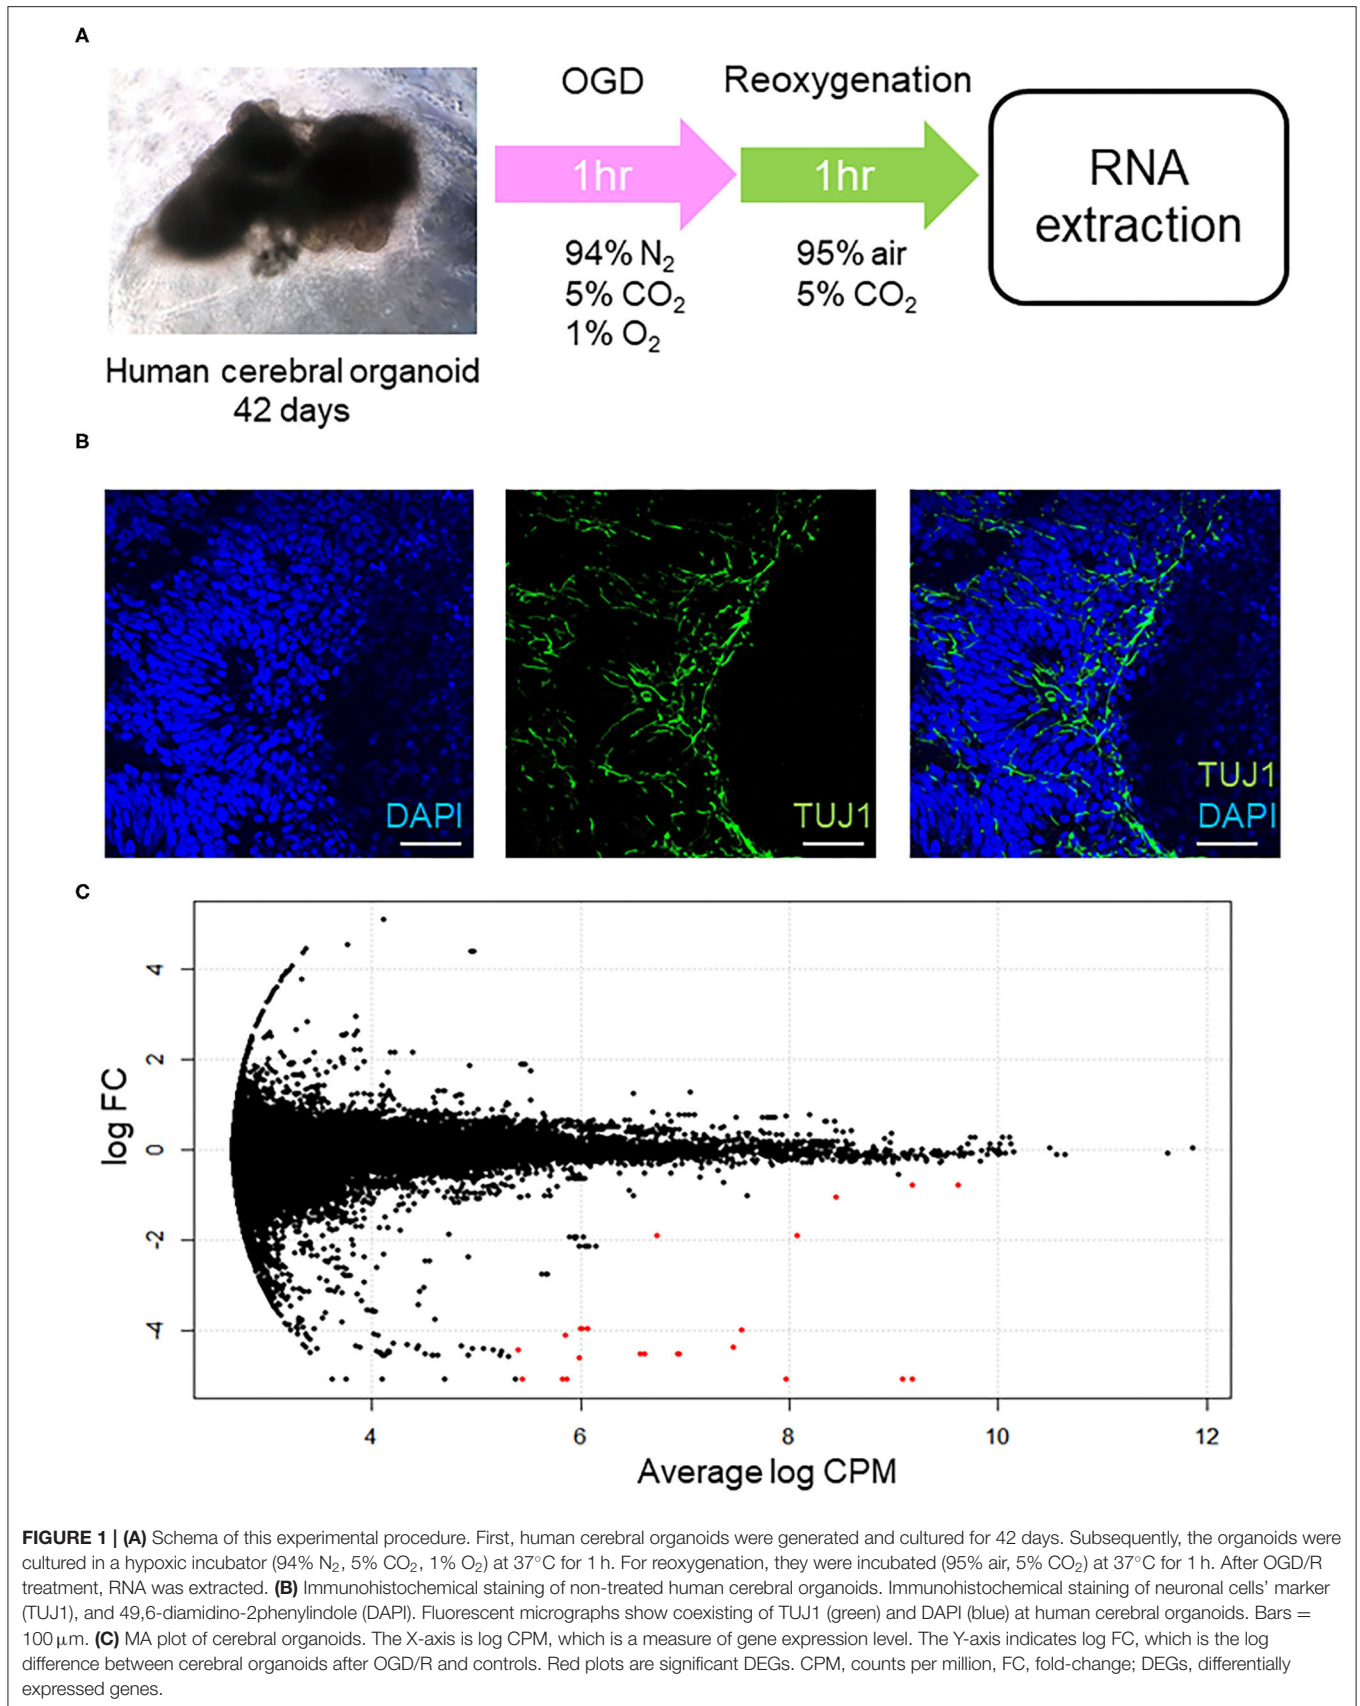 A
OGD
Reoxygenation
1hr
1hr
RNA
extraction
94% N₂
5% CO₂
1% O₂
95% air
5% CO₂
Human cerebral organoid
42 days
B
DAPI
TUJ1
TUJ1
DAPI
C
log FC
4
2
0
-2
-4
4
6
8
10
12
Average log CPM
FIGURE 1 | (A) Schema of this experimental procedure. First, human cerebral organoids were generated and cultured for 42 days. Subsequently, the organoids were
cultured in a hypoxic incubator (94% N₂, 5% CO₂, 1% O₂) at 37°C for 1 h. For reoxygenation, they were incubated (95% air, 5% CO₂) at 37°C for 1 h. After OGD/R
treatment, RNA was extracted. (B) Immunohistochemical staining of non-treated human cerebral organoids. Immunohistochemical staining of neuronal cells' marker
(TUJ1), and 49,6-diamidino-2phenylindole (DAPI). Fluorescent micrographs show coexisting of TUJ1 (green) and DAPI (blue) at human cerebral organoids. Bars =
100 μm. (C) MA plot of cerebral organoids. The X-axis is log CPM, which is a measure of gene expression level. The Y-axis indicates log FC, which is the log
difference between cerebral organoids after OGD/R and controls. Red plots are significant DEGs. CPM, counts per million, FC, fold-change; DEGs, differentially
expressed genes.